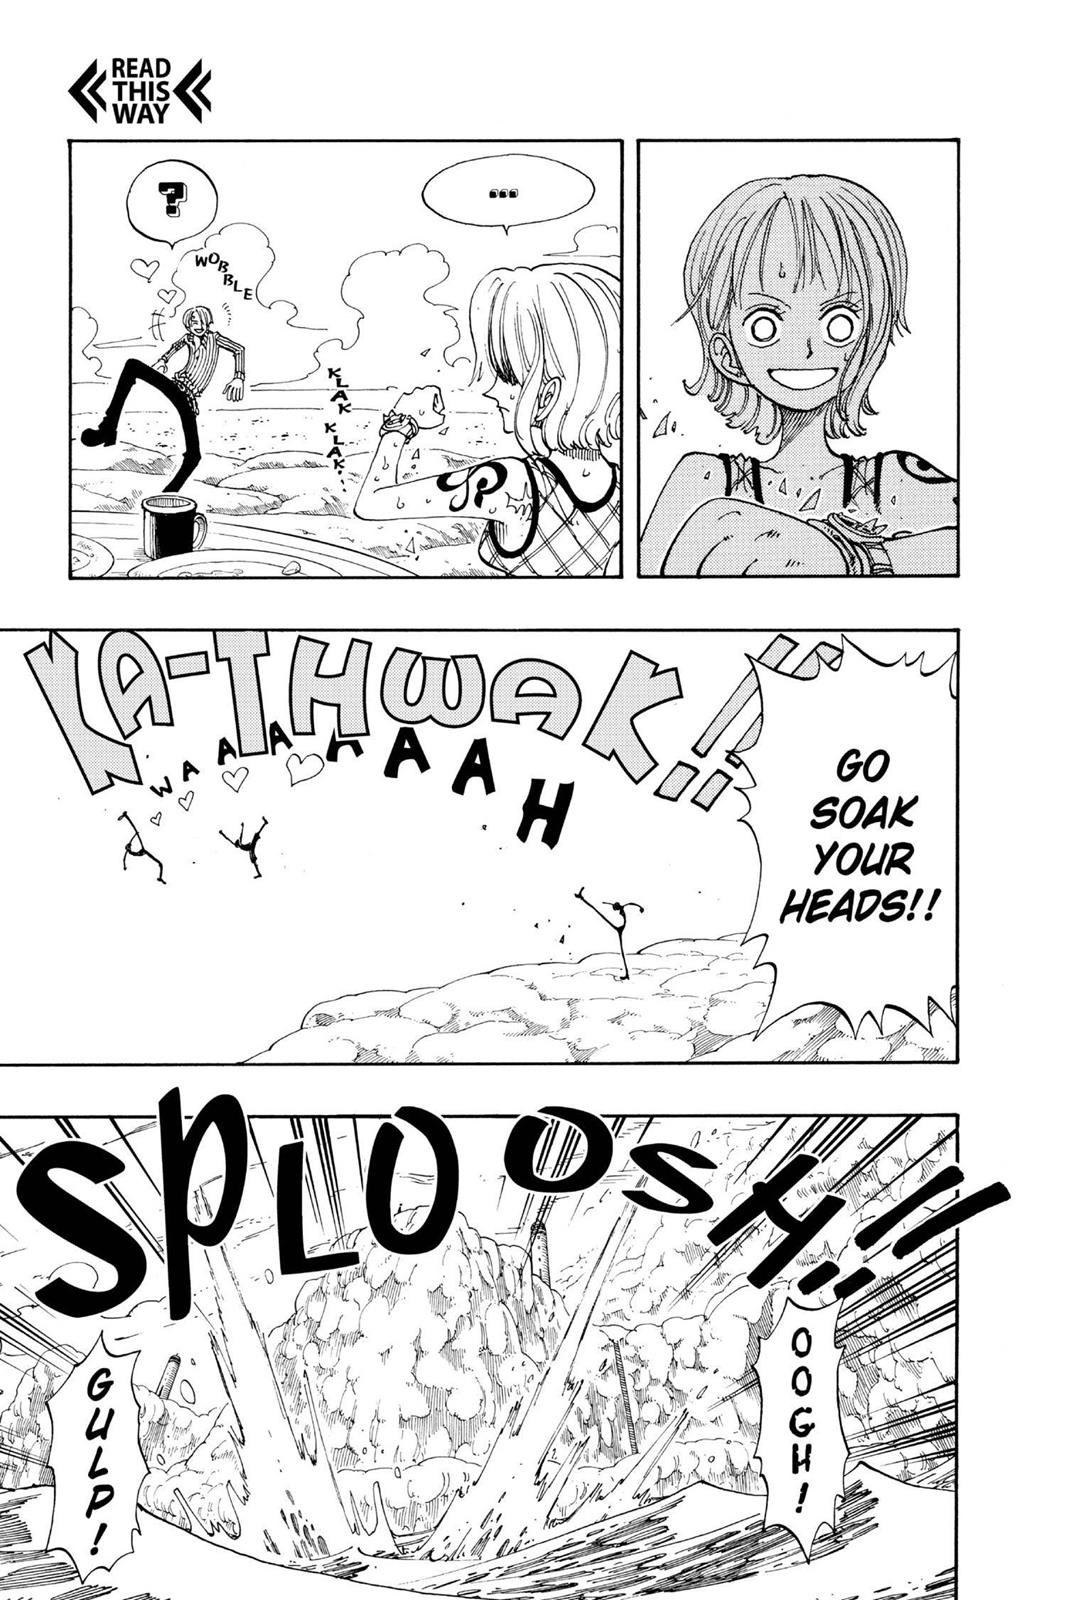 READ
THIS
WAY
...
KLAK
KLAK...
WOBBLE
?
GO
SOAK
YOUR
HEADS!!
KA-THWAK!!
WAAAAAAH
SPLOOSH!!
OOGH!
GULP!